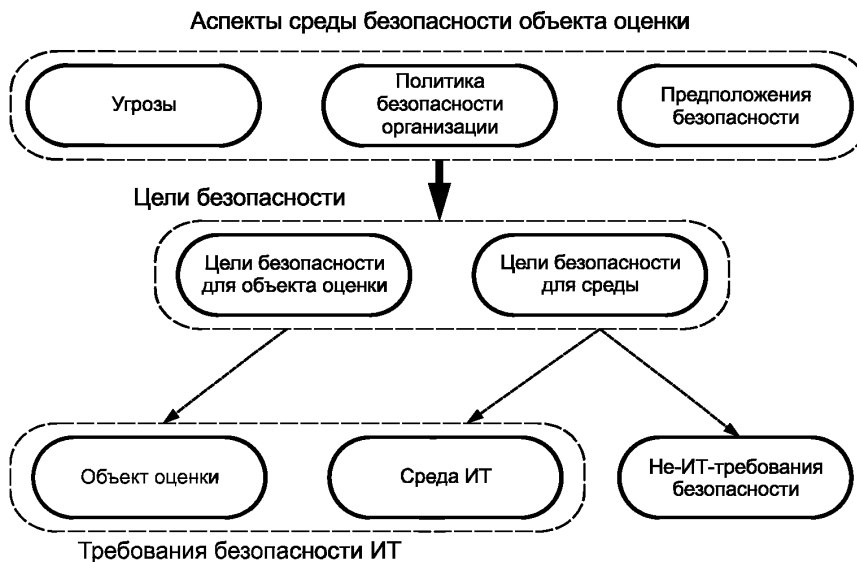 Аспекты среды безопасности объекта оценки
Угрозы
Политика
безопасности
организации
Предположения
безопасности
Цели безопасности
Цели безопасности
для объекта оценки
Цели безопасности
для среды
Объект оценки
Среда ИТ
Не-ИТ-требования
безопасности
Требования безопасности ИТ